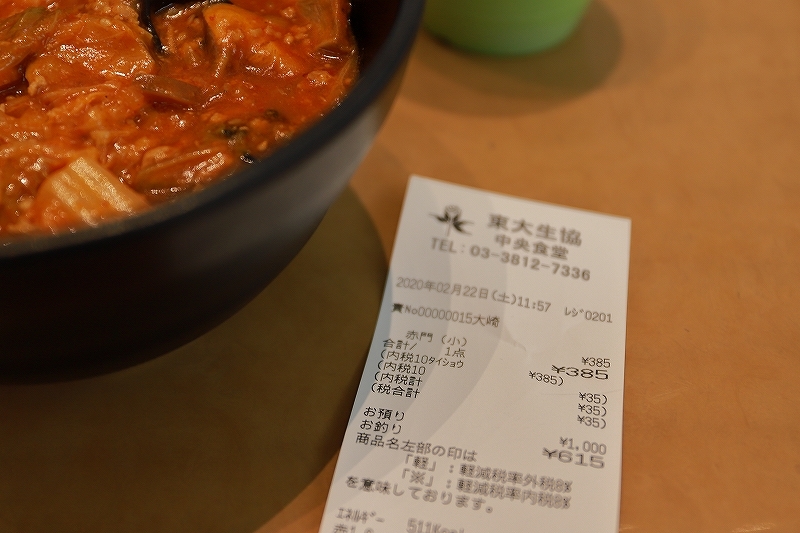 東大生協
中央食堂
TEL：03-3812-7336
2020年02月22日(土)11:57 ﾚｼﾞ0201
責No00000015大崎
赤門（小） ¥385
合計/ 1点 ¥385
(内税10ﾀｲｼｮｳ ¥385)
(内税10 ¥35)
(内税計 ¥35)
(税合計 ¥35)
お預り ¥1,000
お釣り ¥615
商品名左部の印は
「軽」：軽減税率外税8%
「※」：軽減税率内税8%
を意味しております。
ｴﾈﾙｷﾞｰ 511Kcal